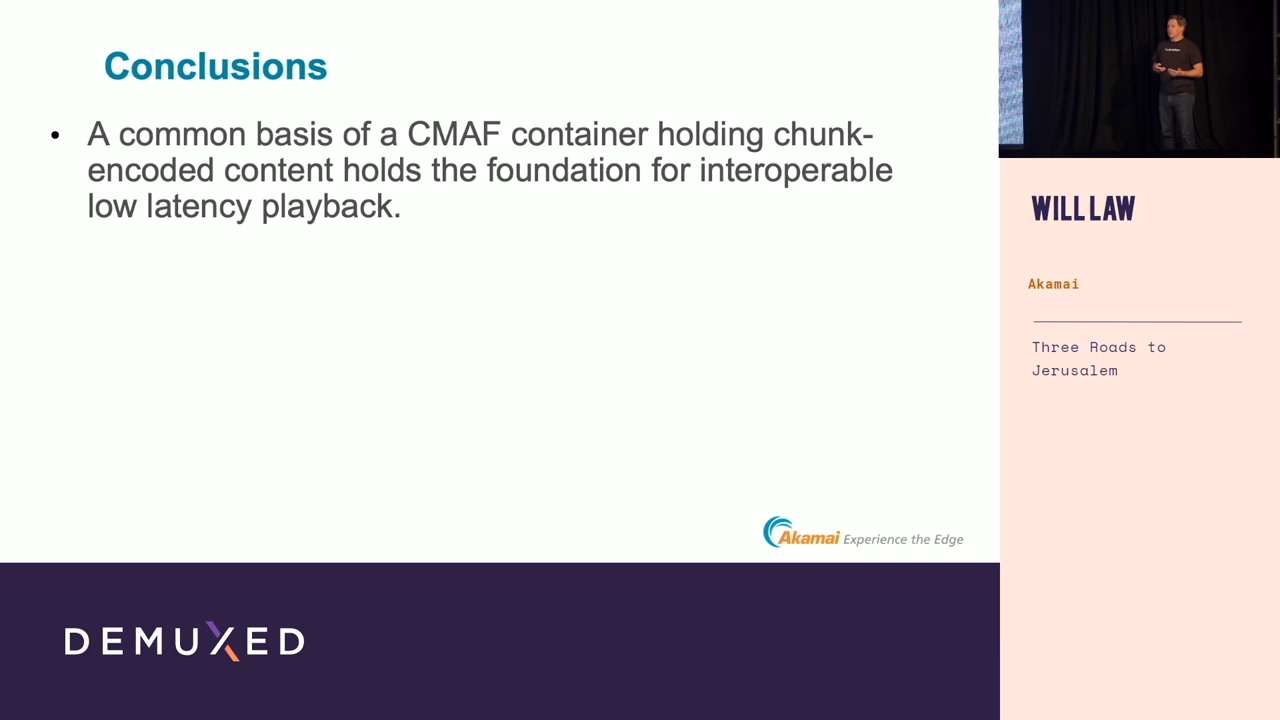 Conclusions
• A common basis of a CMAF container holding chunk-
encoded content holds the foundation for interoperable
low latency playback.
Akamai Experience the Edge
DEMUXED
WILL LAW
Akamai
Three Roads to
Jerusalem